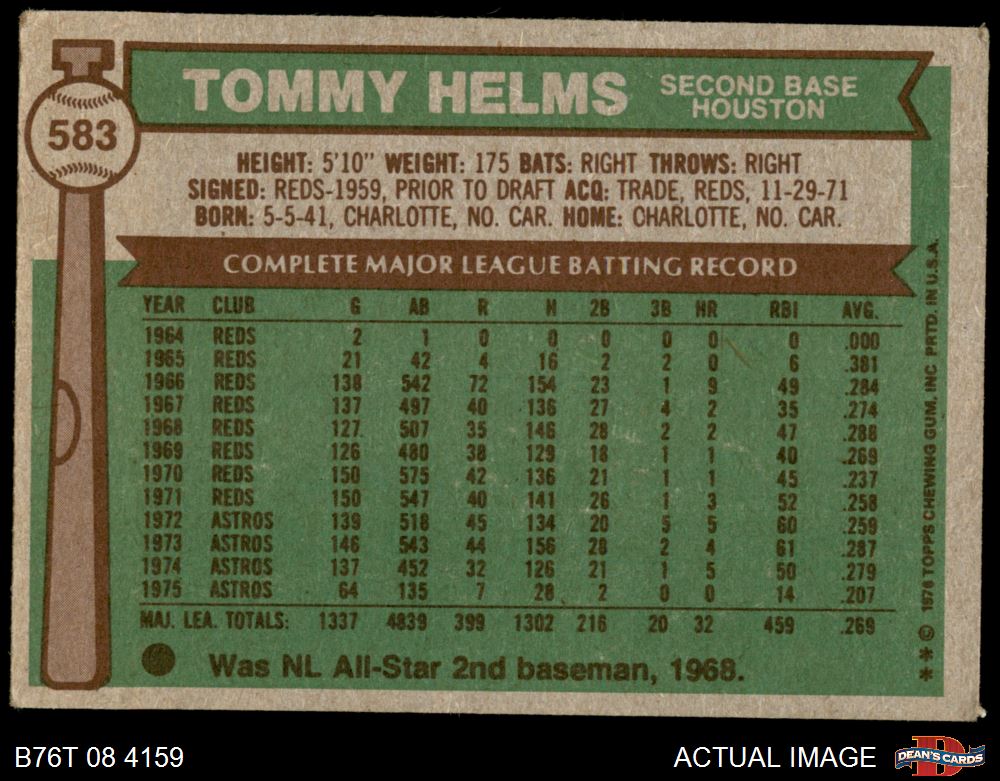 583
TOMMY HELMS
SECOND BASE
HOUSTON
HEIGHT: 5'10" WEIGHT: 175 BATS: RIGHT THROWS: RIGHT
SIGNED: REDS-1959, PRIOR TO DRAFT ACQ: TRADE, REDS, 11-29-71
BORN: 5-5-41, CHARLOTTE, NO. CAR. HOME: CHARLOTTE, NO. CAR.
COMPLETE MAJOR LEAGUE BATTING RECORD
YEAR CLUB G AB R H 2B 3B HR RBI AVG.
1964 REDS 2 1 0 0 0 0 0 0 .000
1965 REDS 21 42 4 16 2 2 0 6 .381
1966 REDS 138 542 72 154 23 1 9 49 .284
1967 REDS 137 497 40 136 27 4 2 35 .274
1968 REDS 127 507 35 146 28 2 2 47 .288
1969 REDS 126 480 38 129 18 1 1 40 .269
1970 REDS 150 575 42 136 21 1 1 45 .237
1971 REDS 150 547 40 141 26 1 3 52 .258
1972 ASTROS 139 518 45 134 20 5 5 60 .259
1973 ASTROS 146 543 44 156 28 2 4 61 .287
1974 ASTROS 137 452 32 126 21 1 5 50 .279
1975 ASTROS 64 135 7 28 2 0 0 14 .207
MAJ. LEA. TOTALS: 1337 4839 399 1302 216 20 32 459 .269
Was NL All-Star 2nd baseman, 1968.
**© 1976 TOPPS CHEWING GUM, INC PRTD. IN U.S.A.
B76T 08 4159
ACTUAL IMAGE
DEAN'S CARDS